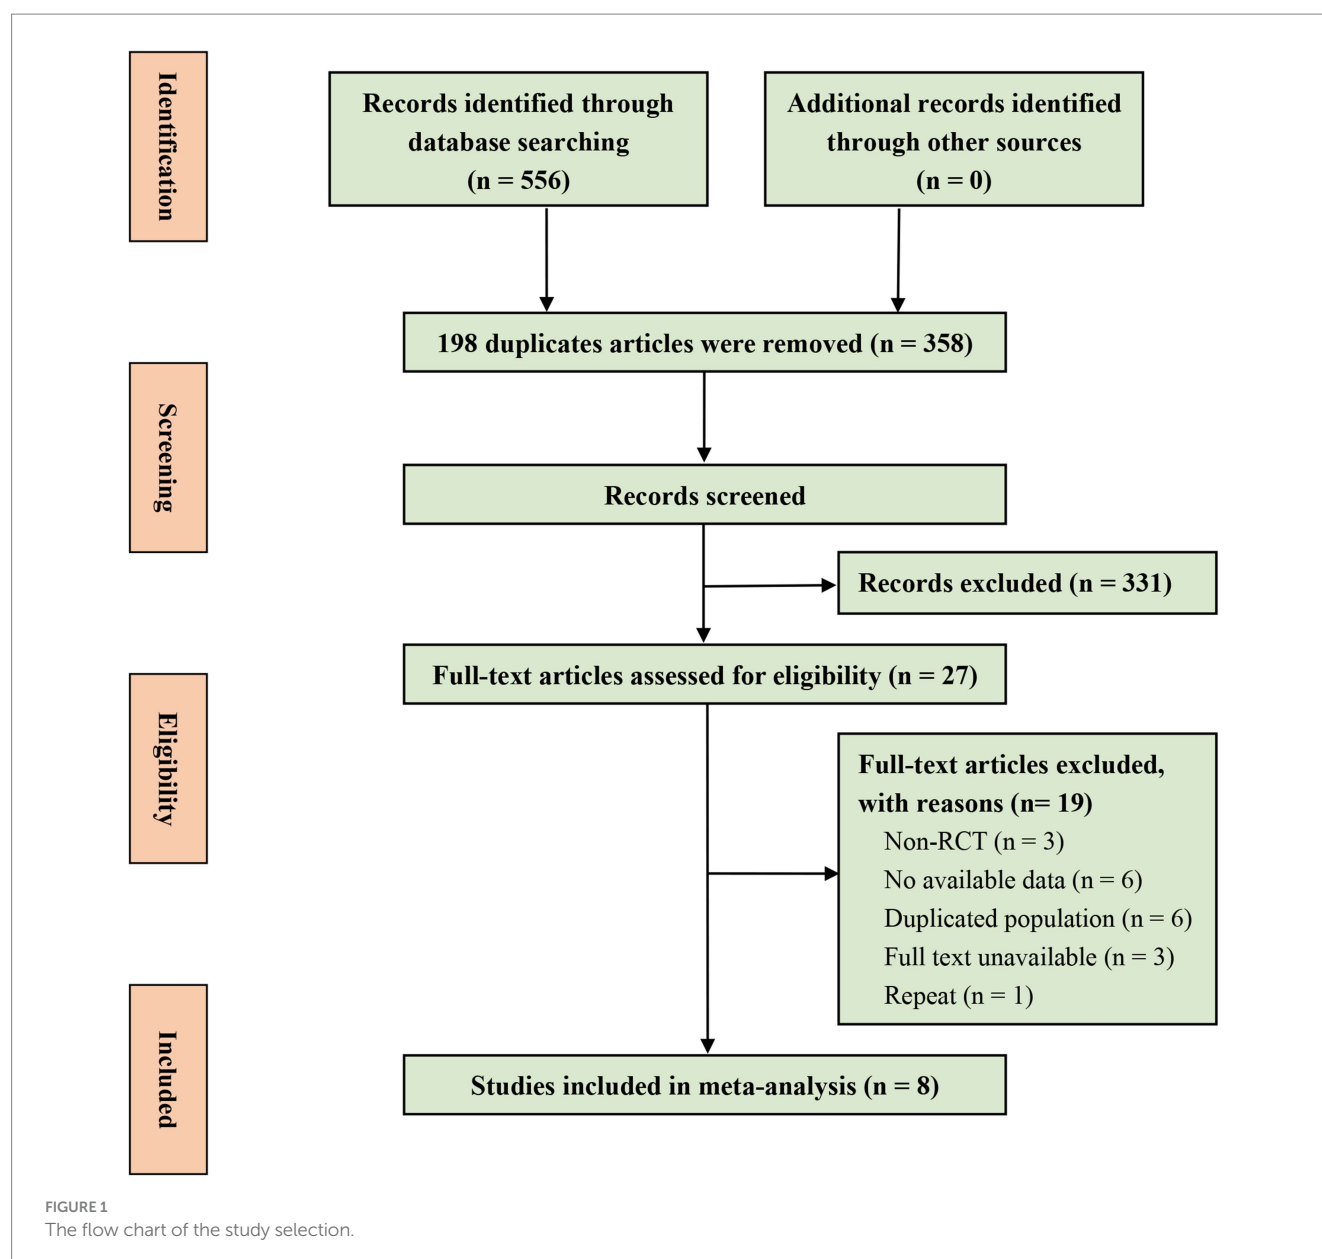 Identification
Records identified through
database searching
(n = 556)
Additional records identified
through other sources
(n = 0)
198 duplicates articles were removed (n = 358)
Screening
Records screened
Records excluded (n = 331)
Full-text articles assessed for eligibility (n = 27)
Eligibility
Full-text articles excluded,
with reasons (n= 19)
Non-RCT (n = 3)
No available data (n = 6)
Duplicated population (n = 6)
Full text unavailable (n = 3)
Repeat (n = 1)
Included
Studies included in meta-analysis (n = 8)
FIGURE 1
The flow chart of the study selection.